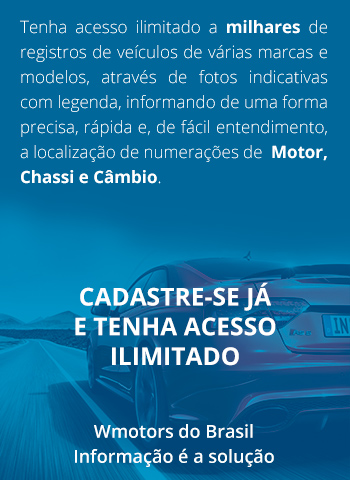 Tenha acesso ilimitado a milhares de
registros de veículos de várias marcas e
modelos, através de fotos indicativas
com legenda, informando de uma forma
precisa, rápida e, de fácil entendimento,
a localização de numerações de Motor,
Chassi e Câmbio.
CADASTRE-SE JÁ
E TENHA ACESSO
ILIMITADO
Wmotors do Brasil
Informação é a solução